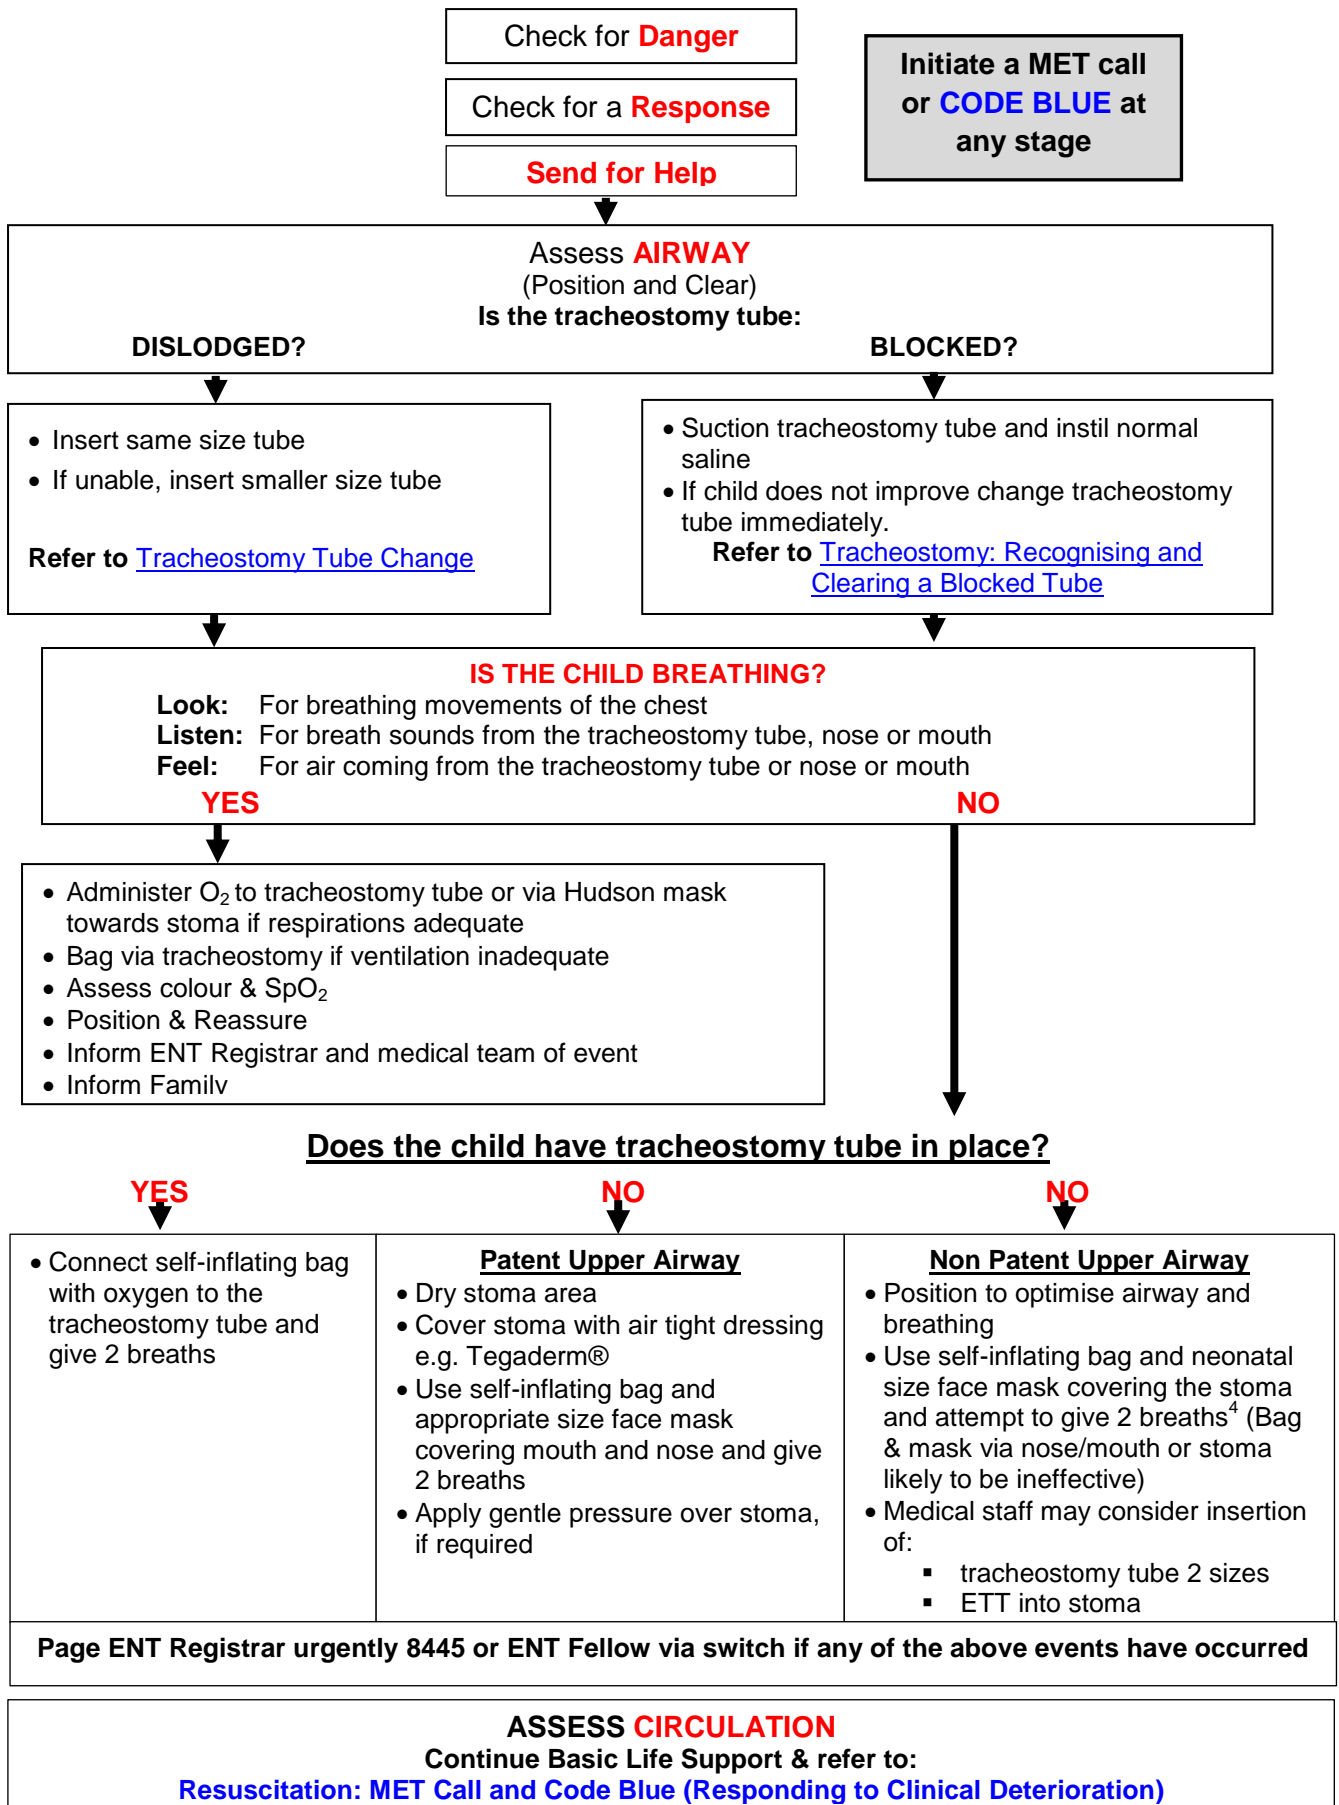 Check for Danger
Check for a Response
Send for Help
Initiate a MET call
or CODE BLUE at
any stage
Assess AIRWAY
(Position and Clear)
Is the tracheostomy tube:
DISLODGED?
BLOCKED?
• Insert same size tube
• If unable, insert smaller size tube
Refer to Tracheostomy Tube Change
• Suction tracheostomy tube and instil normal
saline
• If child does not improve change tracheostomy
tube immediately.
Refer to Tracheostomy: Recognising and
Clearing a Blocked Tube
IS THE CHILD BREATHING?
Look: For breathing movements of the chest
Listen: For breath sounds from the tracheostomy tube, nose or mouth
Feel: For air coming from the tracheostomy tube or nose or mouth
YES
NO
• Administer O₂ to tracheostomy tube or via Hudson mask
towards stoma if respirations adequate
• Bag via tracheostomy if ventilation inadequate
• Assess colour & SpO₂
• Position & Reassure
• Inform ENT Registrar and medical team of event
• Inform Family
Does the child have tracheostomy tube in place?
YES
NO
NO
• Connect self-inflating bag
with oxygen to the
tracheostomy tube and
give 2 breaths
Patent Upper Airway
• Dry stoma area
• Cover stoma with air tight dressing
e.g. Tegaderm®
• Use self-inflating bag and
appropriate size face mask
covering mouth and nose and give
2 breaths
• Apply gentle pressure over stoma,
if required
Non Patent Upper Airway
• Position to optimise airway and
breathing
• Use self-inflating bag and neonatal
size face mask covering the stoma
and attempt to give 2 breaths⁴ (Bag
& mask via nose/mouth or stoma
likely to be ineffective)
• Medical staff may consider insertion
of:
▪ tracheostomy tube 2 sizes
▪ ETT into stoma
Page ENT Registrar urgently 8445 or ENT Fellow via switch if any of the above events have occurred
ASSESS CIRCULATION
Continue Basic Life Support & refer to:
Resuscitation: MET Call and Code Blue (Responding to Clinical Deterioration)